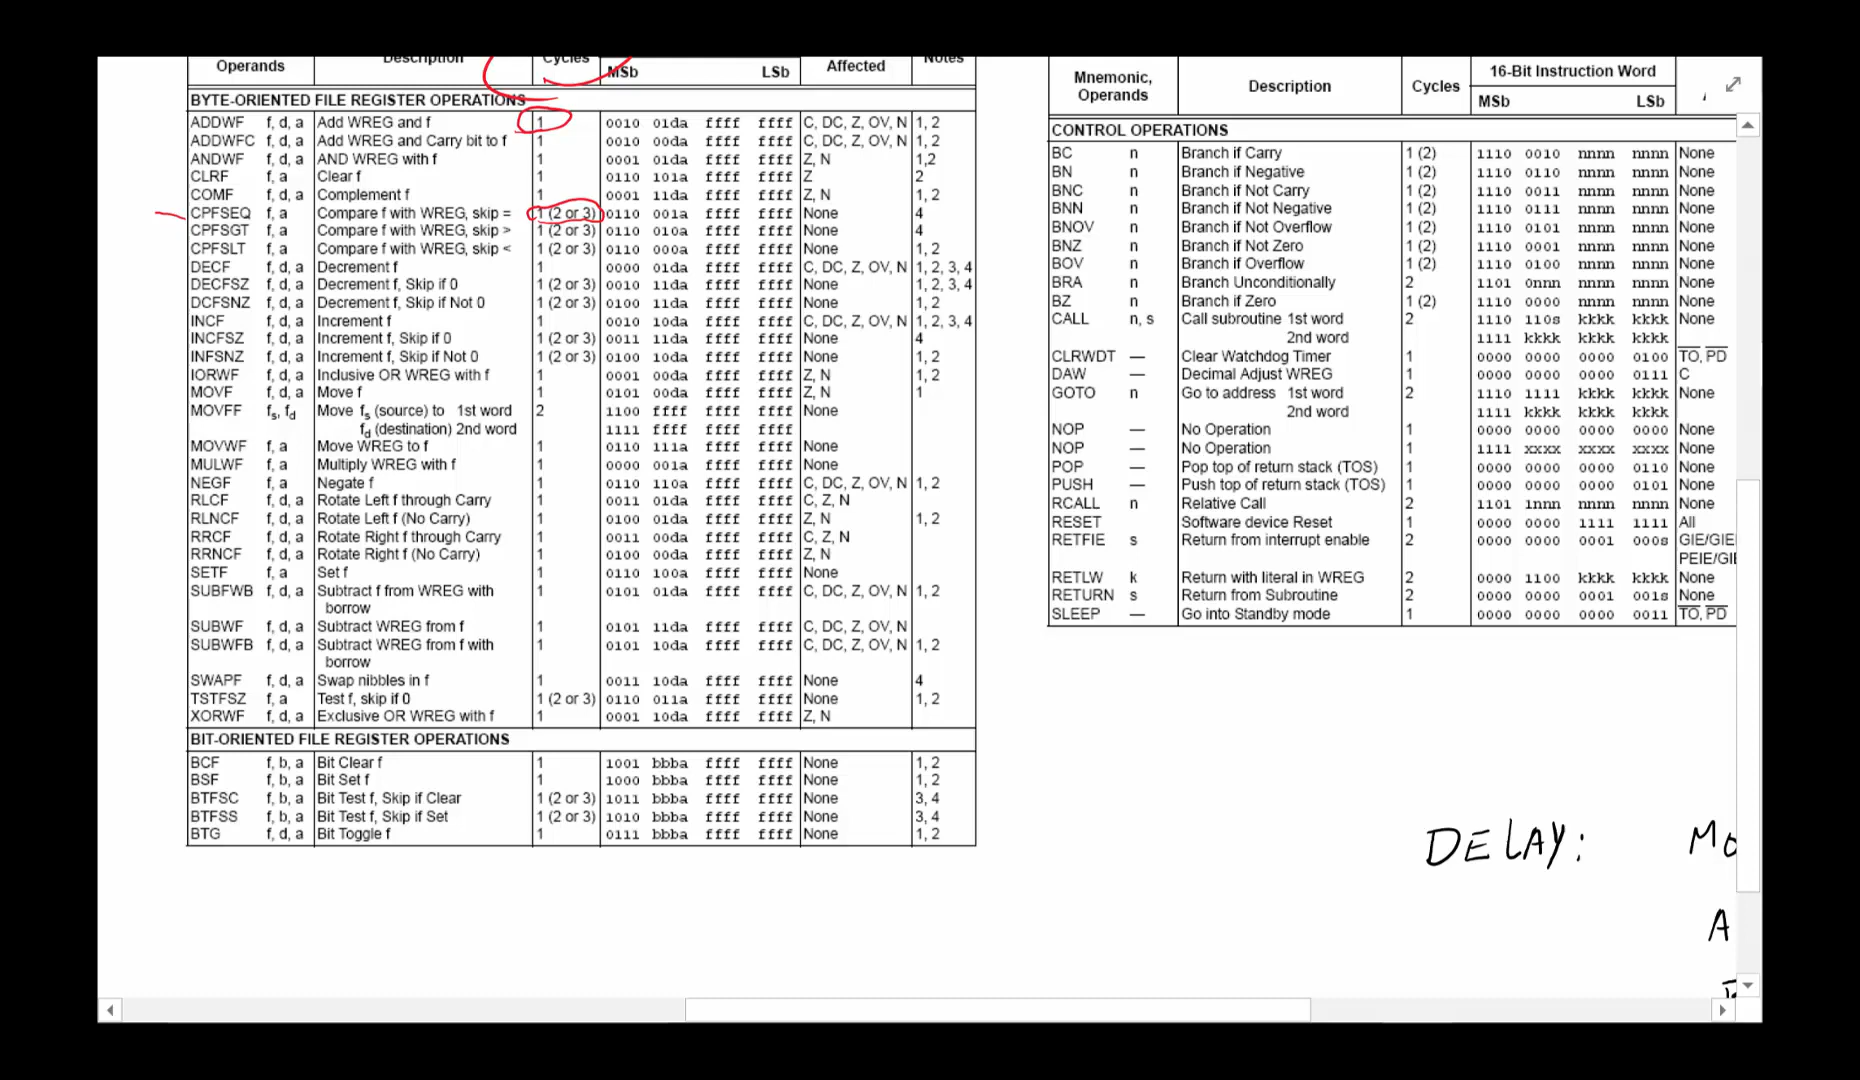 Operands Description Cycles MSb LSb Affected Notes
BYTE-ORIENTED FILE REGISTER OPERATIONS
ADDWF f, d, a Add WREG and f 1 0010 01da ffff ffff C, DC, Z, OV, N 1, 2
ADDWFC f, d, a Add WREG and Carry bit to f 1 0010 00da ffff ffff C, DC, Z, OV, N 1, 2
ANDWF f, d, a AND WREG with f 1 0001 01da ffff ffff Z, N 1,2
CLRF f, a Clear f 1 0110 101a ffff ffff Z 2
COMF f, d, a Complement f 1 0001 11da ffff ffff Z, N 1, 2
CPFSEQ f, a Compare f with WREG, skip = 1 (2 or 3) 0110 001a ffff ffff None 4
CPFSGT f, a Compare f with WREG, skip > 1 (2 or 3) 0110 010a ffff ffff None 4
CPFSLT f, a Compare f with WREG, skip < 1 (2 or 3) 0110 000a ffff ffff None 1, 2
DECF f, d, a Decrement f 1 0000 01da ffff ffff C, DC, Z, OV, N 1, 2, 3, 4
DECFSZ f, d, a Decrement f, Skip if 0 1 (2 or 3) 0010 11da ffff ffff None 1, 2, 3, 4
DCFSNZ f, d, a Decrement f, Skip if Not 0 1 (2 or 3) 0100 11da ffff ffff None 1, 2
INCF f, d, a Increment f 1 0010 10da ffff ffff C, DC, Z, OV, N 1, 2, 3, 4
INCFSZ f, d, a Increment f, Skip if 0 1 (2 or 3) 0011 11da ffff ffff None 4
INFSNZ f, d, a Increment f, Skip if Not 0 1 (2 or 3) 0100 10da ffff ffff None 1, 2
IORWF f, d, a Inclusive OR WREG with f 1 0001 00da ffff ffff Z, N 1, 2
MOVF f, d, a Move f 1 0101 00da ffff ffff Z, N 1
MOVFF fs, fd Move fs (source) to 1st word 2 1100 ffff ffff ffff None
fd (destination) 2nd word 1111 ffff ffff ffff
MOVWF f, a Move WREG to f 1 0110 111a ffff ffff None
MULWF f, a Multiply WREG with f 1 0000 001a ffff ffff None
NEGF f, a Negate f 1 0110 110a ffff ffff C, DC, Z, OV, N 1, 2
RLCF f, d, a Rotate Left f through Carry 1 0011 01da ffff ffff C, Z, N
RLNCF f, d, a Rotate Left f (No Carry) 1 0100 01da ffff ffff Z, N 1, 2
RRCF f, d, a Rotate Right f through Carry 1 0011 00da ffff ffff C, Z, N
RRNCF f, d, a Rotate Right f (No Carry) 1 0100 00da ffff ffff Z, N
SETF f, a Set f 1 0110 100a ffff ffff None
SUBFWB f, d, a Subtract f from WREG with 1 0101 01da ffff ffff C, DC, Z, OV, N 1, 2
borrow
SUBWF f, d, a Subtract WREG from f 1 0101 11da ffff ffff C, DC, Z, OV, N
SUBWFB f, d, a Subtract WREG from f with 1 0101 10da ffff ffff C, DC, Z, OV, N 1, 2
borrow
SWAPF f, d, a Swap nibbles in f 1 0011 10da ffff ffff None 4
TSTFSZ f, a Test f, skip if 0 1 (2 or 3) 0110 011a ffff ffff None 1, 2
XORWF f, d, a Exclusive OR WREG with f 1 0001 10da ffff ffff Z, N
BIT-ORIENTED FILE REGISTER OPERATIONS
BCF f, b, a Bit Clear f 1 1001 bbba ffff ffff None 1, 2
BSF f, b, a Bit Set f 1 1000 bbba ffff ffff None 1, 2
BTFSC f, b, a Bit Test f, Skip if Clear 1 (2 or 3) 1011 bbba ffff ffff None 3, 4
BTFSS f, b, a Bit Test f, Skip if Set 1 (2 or 3) 1010 bbba ffff ffff None 3, 4
BTG f, d, a Bit Toggle f 1 0111 bbba ffff ffff None 1, 2
Mnemonic, Operands Description Cycles 16-Bit Instruction Word
MSb LSb
CONTROL OPERATIONS
BC n Branch if Carry 1 (2) 1110 0010 nnnn nnnn None
BN n Branch if Negative 1 (2) 1110 0110 nnnn nnnn None
BNC n Branch if Not Carry 1 (2) 1110 0011 nnnn nnnn None
BNN n Branch if Not Negative 1 (2) 1110 0111 nnnn nnnn None
BNOV n Branch if Not Overflow 1 (2) 1110 0101 nnnn nnnn None
BNZ n Branch if Not Zero 1 (2) 1110 0001 nnnn nnnn None
BOV n Branch if Overflow 1 (2) 1110 0100 nnnn nnnn None
BRA n Branch Unconditionally 2 1101 0nnn nnnn nnnn None
BZ n Branch if Zero 1 (2) 1110 0000 nnnn nnnn None
CALL n, s Call subroutine 1st word 2 1110 110s kkkk kkkk None
2nd word 1111 kkkk kkkk kkkk
CLRWDT — Clear Watchdog Timer 1 0000 0000 0000 0100 TO, PD
DAW — Decimal Adjust WREG 1 0000 0000 0000 0111 C
GOTO n Go to address 1st word 2 1110 1111 kkkk kkkk None
2nd word 1111 kkkk kkkk kkkk
NOP — No Operation 1 0000 0000 0000 0000 None
NOP — No Operation 1 1111 xxxx xxxx xxxx None
POP — Pop top of return stack (TOS) 1 0000 0000 0000 0110 None
PUSH — Push top of return stack (TOS) 1 0000 0000 0000 0101 None
RCALL n Relative Call 2 1101 1nnn nnnn nnnn None
RESET Software device Reset 1 0000 0000 1111 1111 All
RETFIE s Return from interrupt enable 2 0000 0000 0001 000s GIE/GIE
PEIE/GI
RETLW k Return with literal in WREG 2 0000 1100 kkkk kkkk None
RETURN s Return from Subroutine 2 0000 0000 0001 001s None
SLEEP — Go into Standby mode 1 0000 0000 0000 0011 TO, PD
DELAY: MO
A